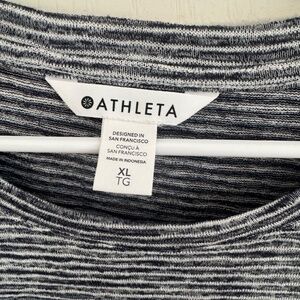 ATHLETA
DESIGNED IN
SAN FRANCISCO
CONÇU À
SAN FRANCISCO
MADE IN INDONESIA
XL
TG